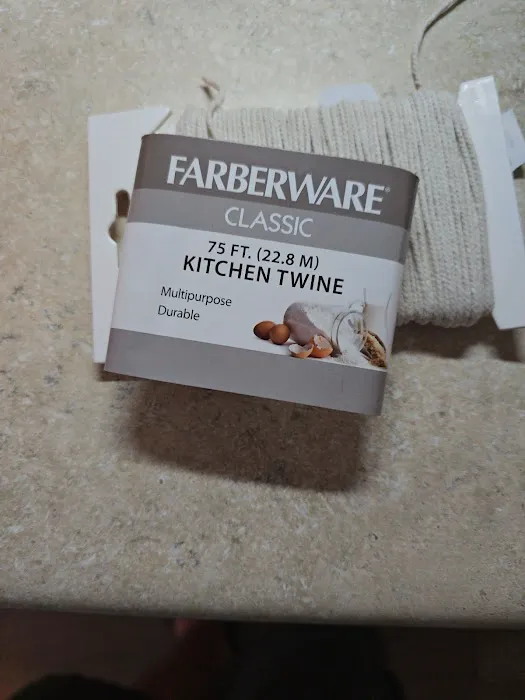 FARBERWARE®
CLASSIC
75 FT. (22.8 M)
KITCHEN TWINE
Multipurpose
Durable